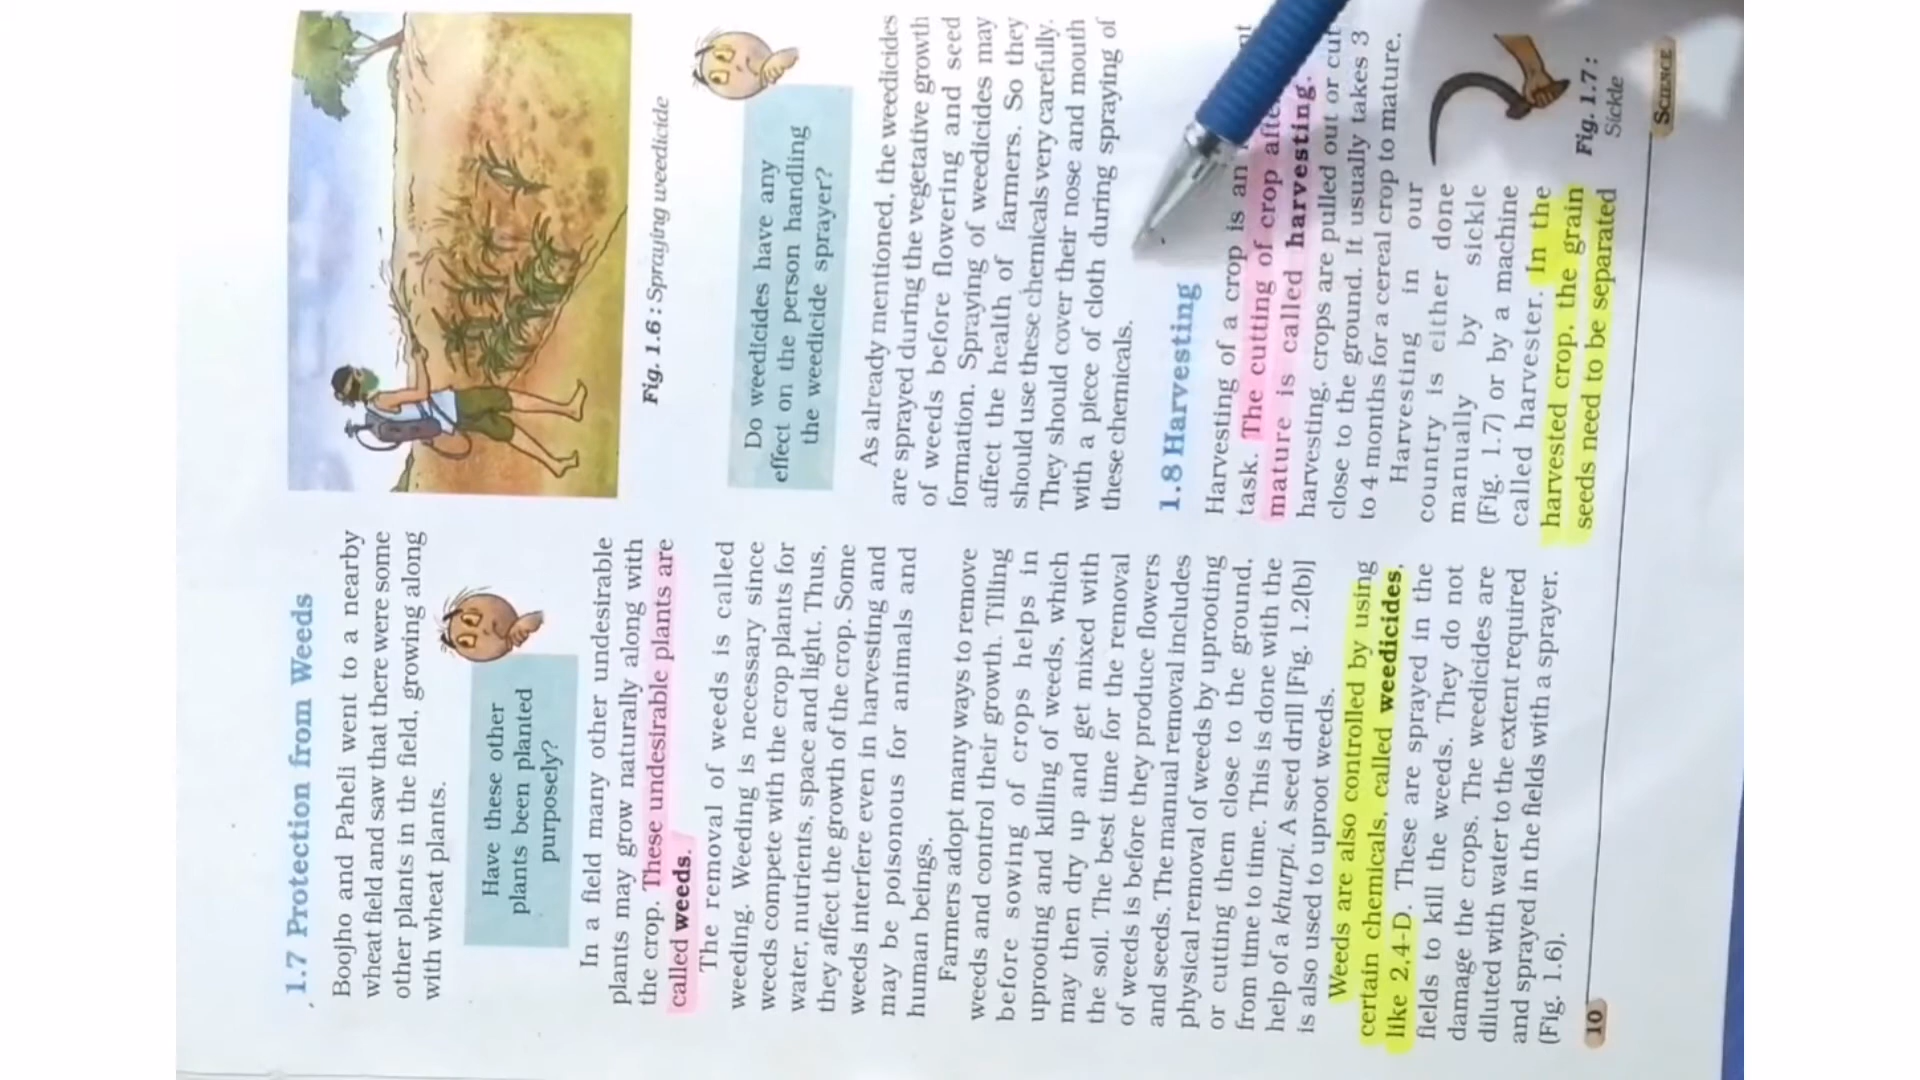 1.7 Protection from Weeds
Boojho and Paheli went to a nearby
wheat field and saw that there were some
other plants in the field, growing along
with wheat plants.
Have these other
plants been planted
purposely?
In a field many other undesirable
plants may grow naturally along with
the crop. These undesirable plants are
called weeds.
The removal of weeds is called
weeding. Weeding is necessary since
weeds compete with the crop plants for
water, nutrients, space and light. Thus,
they affect the growth of the crop. Some
weeds interfere even in harvesting and
may be poisonous for animals and
human beings.
Farmers adopt many ways to remove
weeds and control their growth. Tilling
before sowing of crops helps in
uprooting and killing of weeds, which
may then dry up and get mixed with
the soil. The best time for the removal
of weeds is before they produce flowers
and seeds. The manual removal includes
physical removal of weeds by uprooting
or cutting them close to the ground,
from time to time. This is done with the
help of a khurpi. A seed drill [Fig. 1.2(b)]
is also used to uproot weeds.
Weeds are also controlled by using
certain chemicals, called weedicides,
like 2,4-D. These are sprayed in the
fields to kill the weeds. They do not
damage the crops. The weedicides are
diluted with water to the extent required
and sprayed in the fields with a sprayer.
(Fig. 1.6).
10
Fig. 1.6 : Spraying weedicide
Do weedicides have any
effect on the person handling
the weedicide sprayer?
As already mentioned, the weedicides
are sprayed during the vegetative growth
of weeds before flowering and seed
formation. Spraying of weedicides may
affect the health of farmers. So they
should use these chemicals very carefully.
They should cover their nose and mouth
with a piece of cloth during spraying of
these chemicals.
1.8 Harvesting
Harvesting of a crop is an
task. The cutting of crop
mature is called harvesting.
harvesting, crops are pulled out or cut
close to the ground. It usually takes 3
to 4 months for a cereal crop to mature.
Harvesting in our
country is either done
manually by sickle
(Fig. 1.7) or by a machine
called harvester. In the
harvested crop, the grain
seeds need to be separated
Fig. 1.7 :
Sickle
SCIENCE